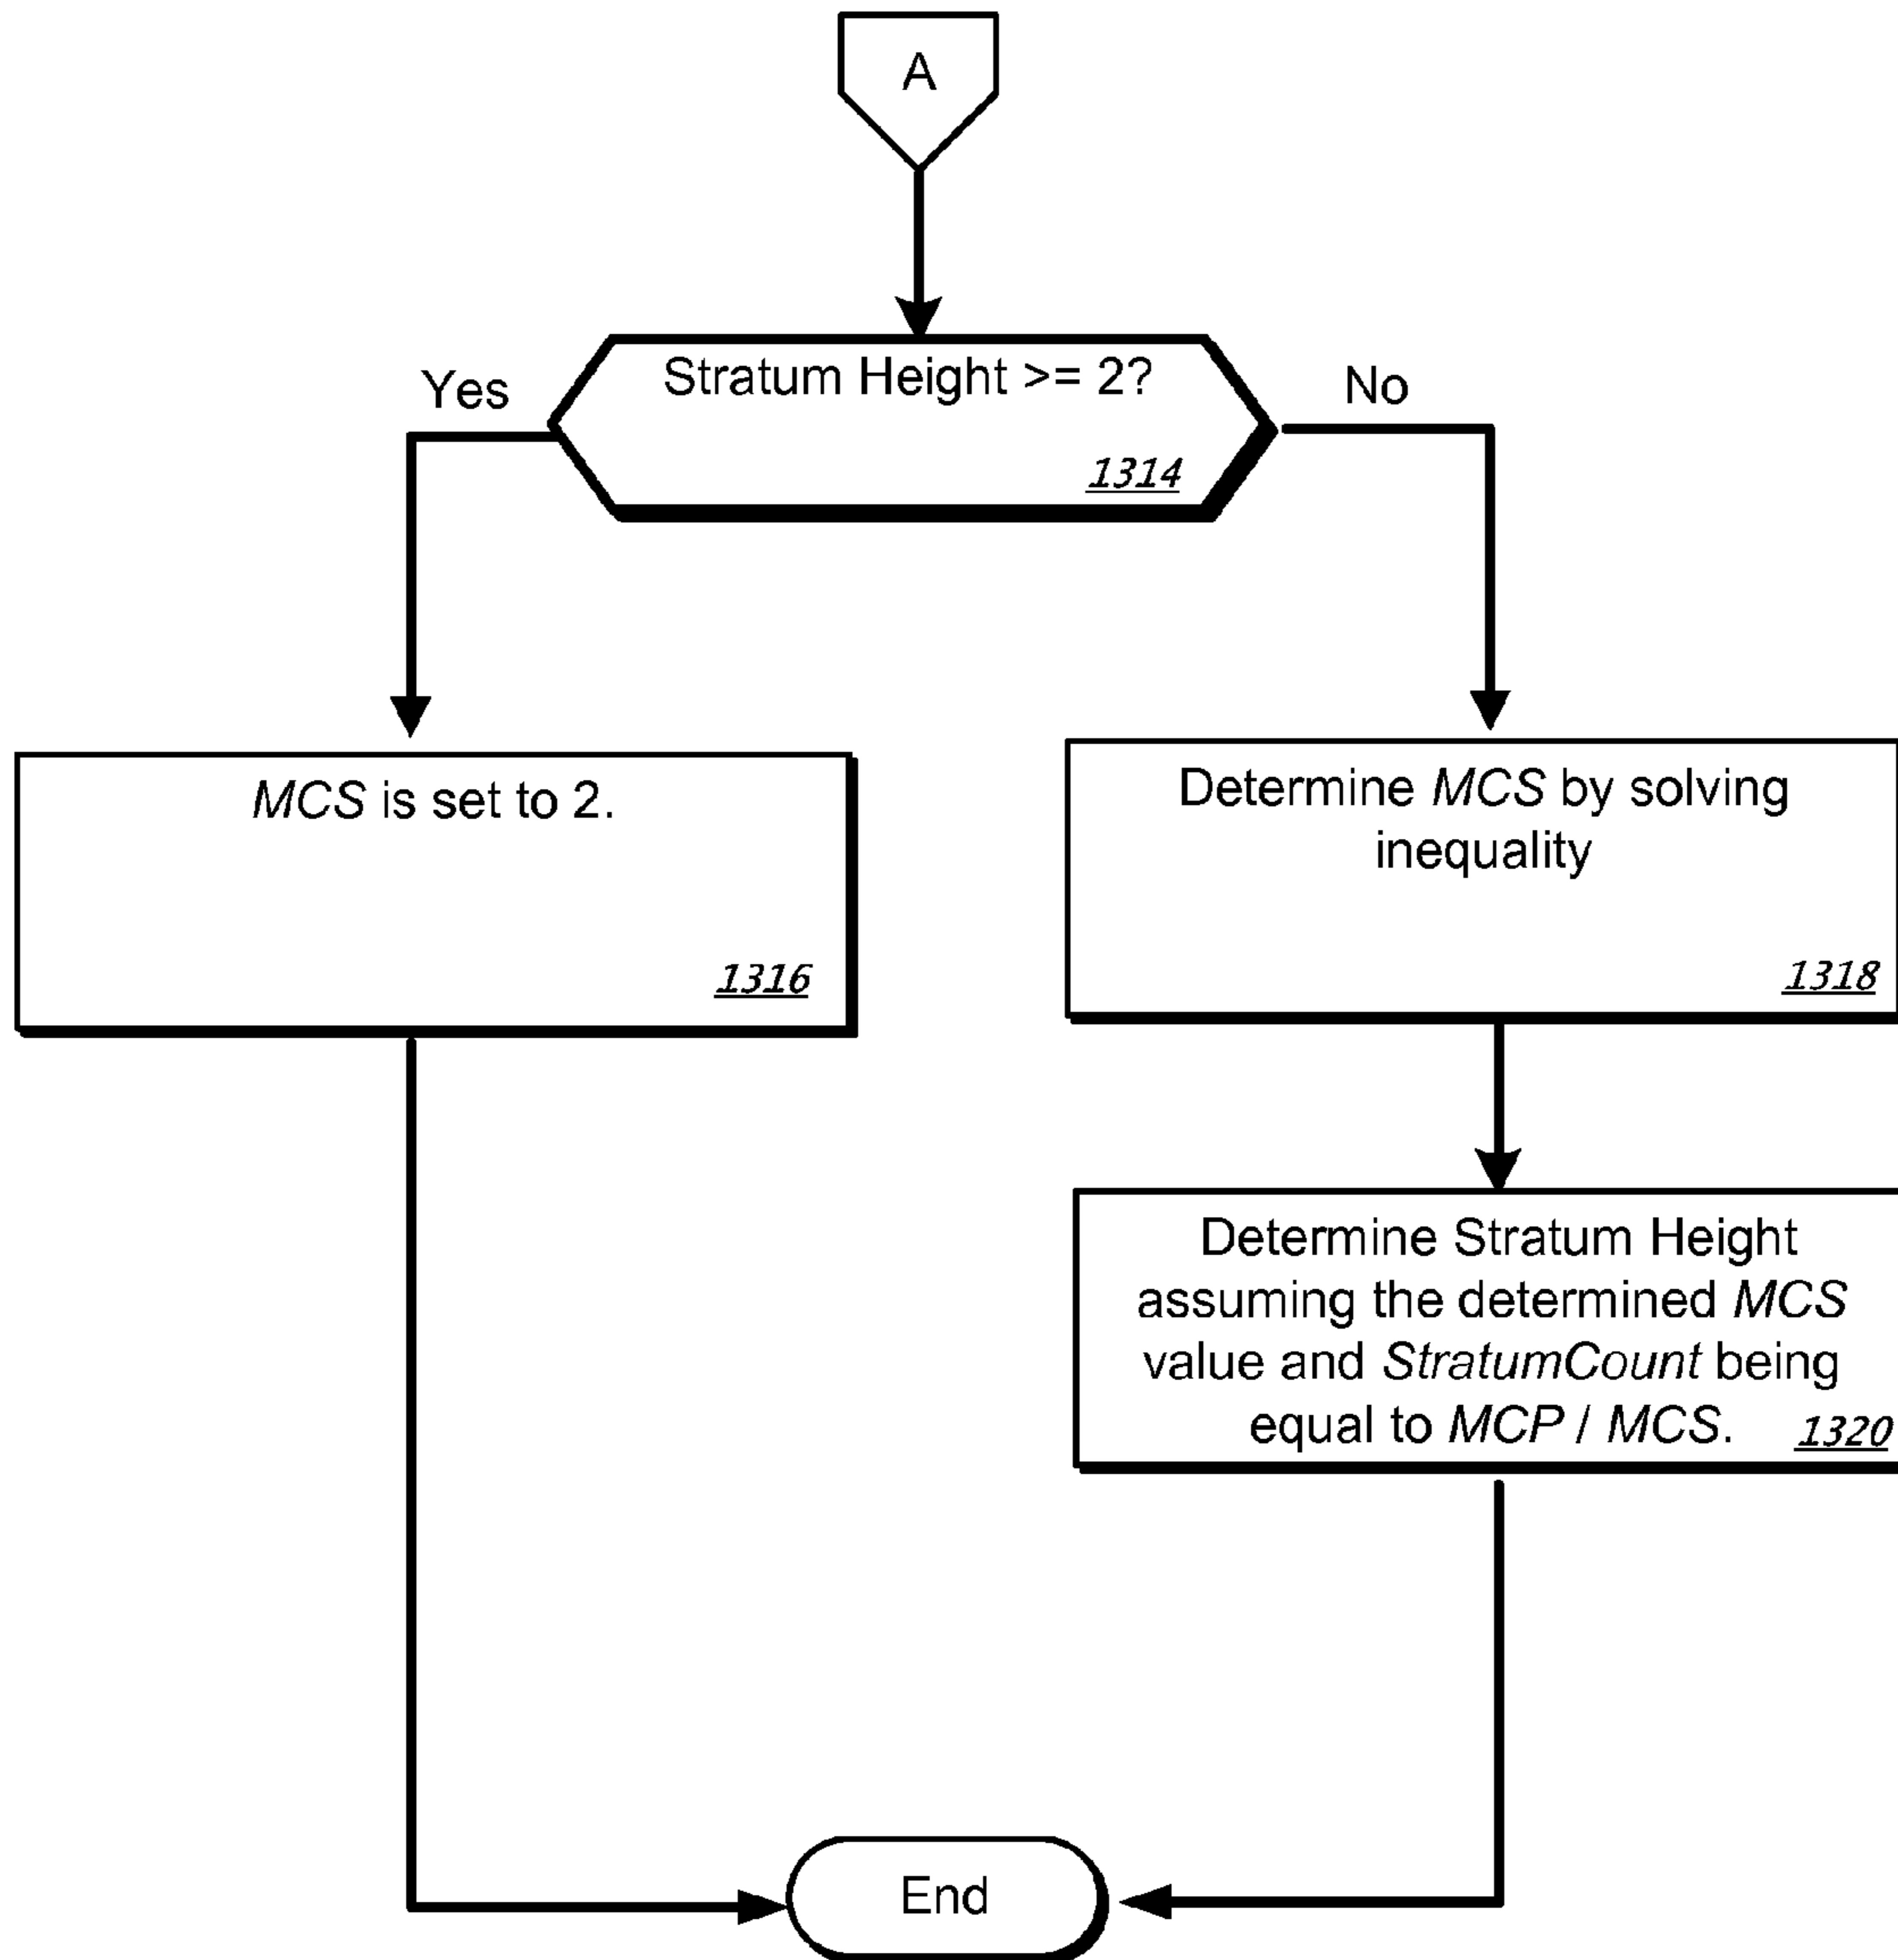 A
Stratum Height >= 2?
Yes
No
1314
MCS is set to 2.
1316
Determine MCS by solving
inequality
1318
Determine Stratum Height
assuming the determined MCS
value and StratumCount being
equal to MCP / MCS.
1320
End